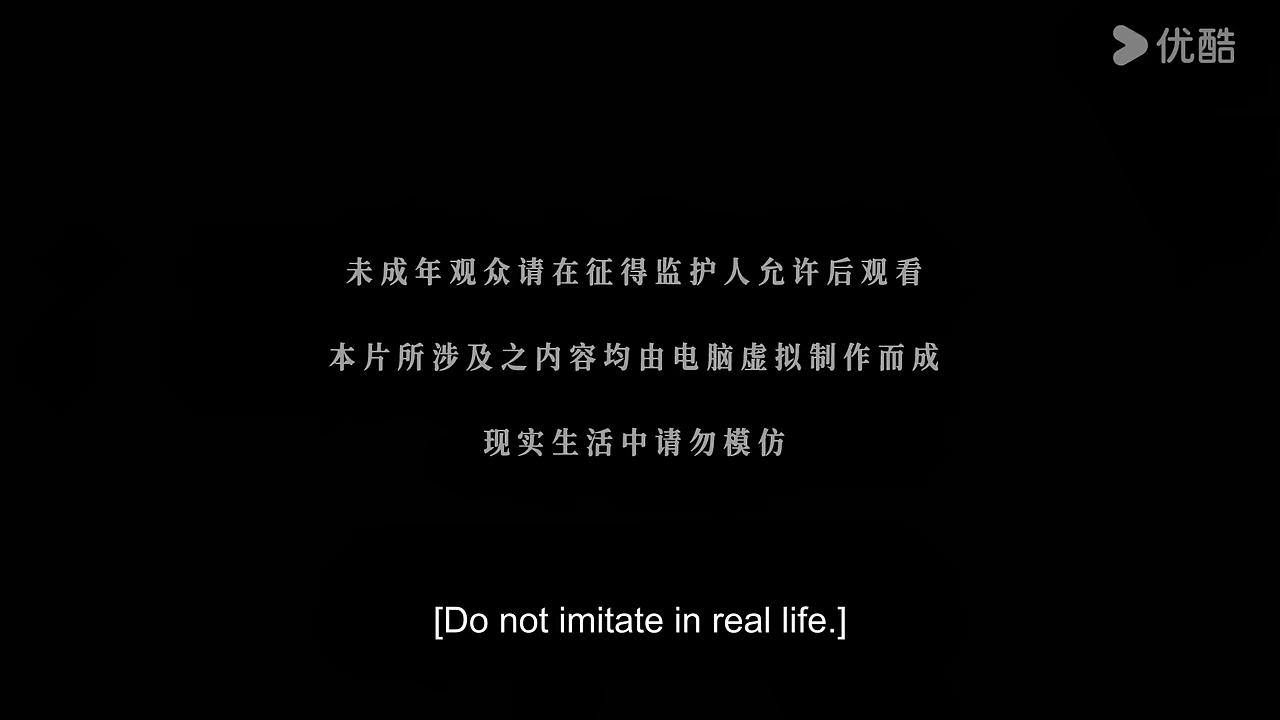 优酷
未成年观众请在征得监护人允许后观看
本片所涉及之内容均由电脑虚拟制作而成
现实生活中请勿模仿
[Do not imitate in real life.]